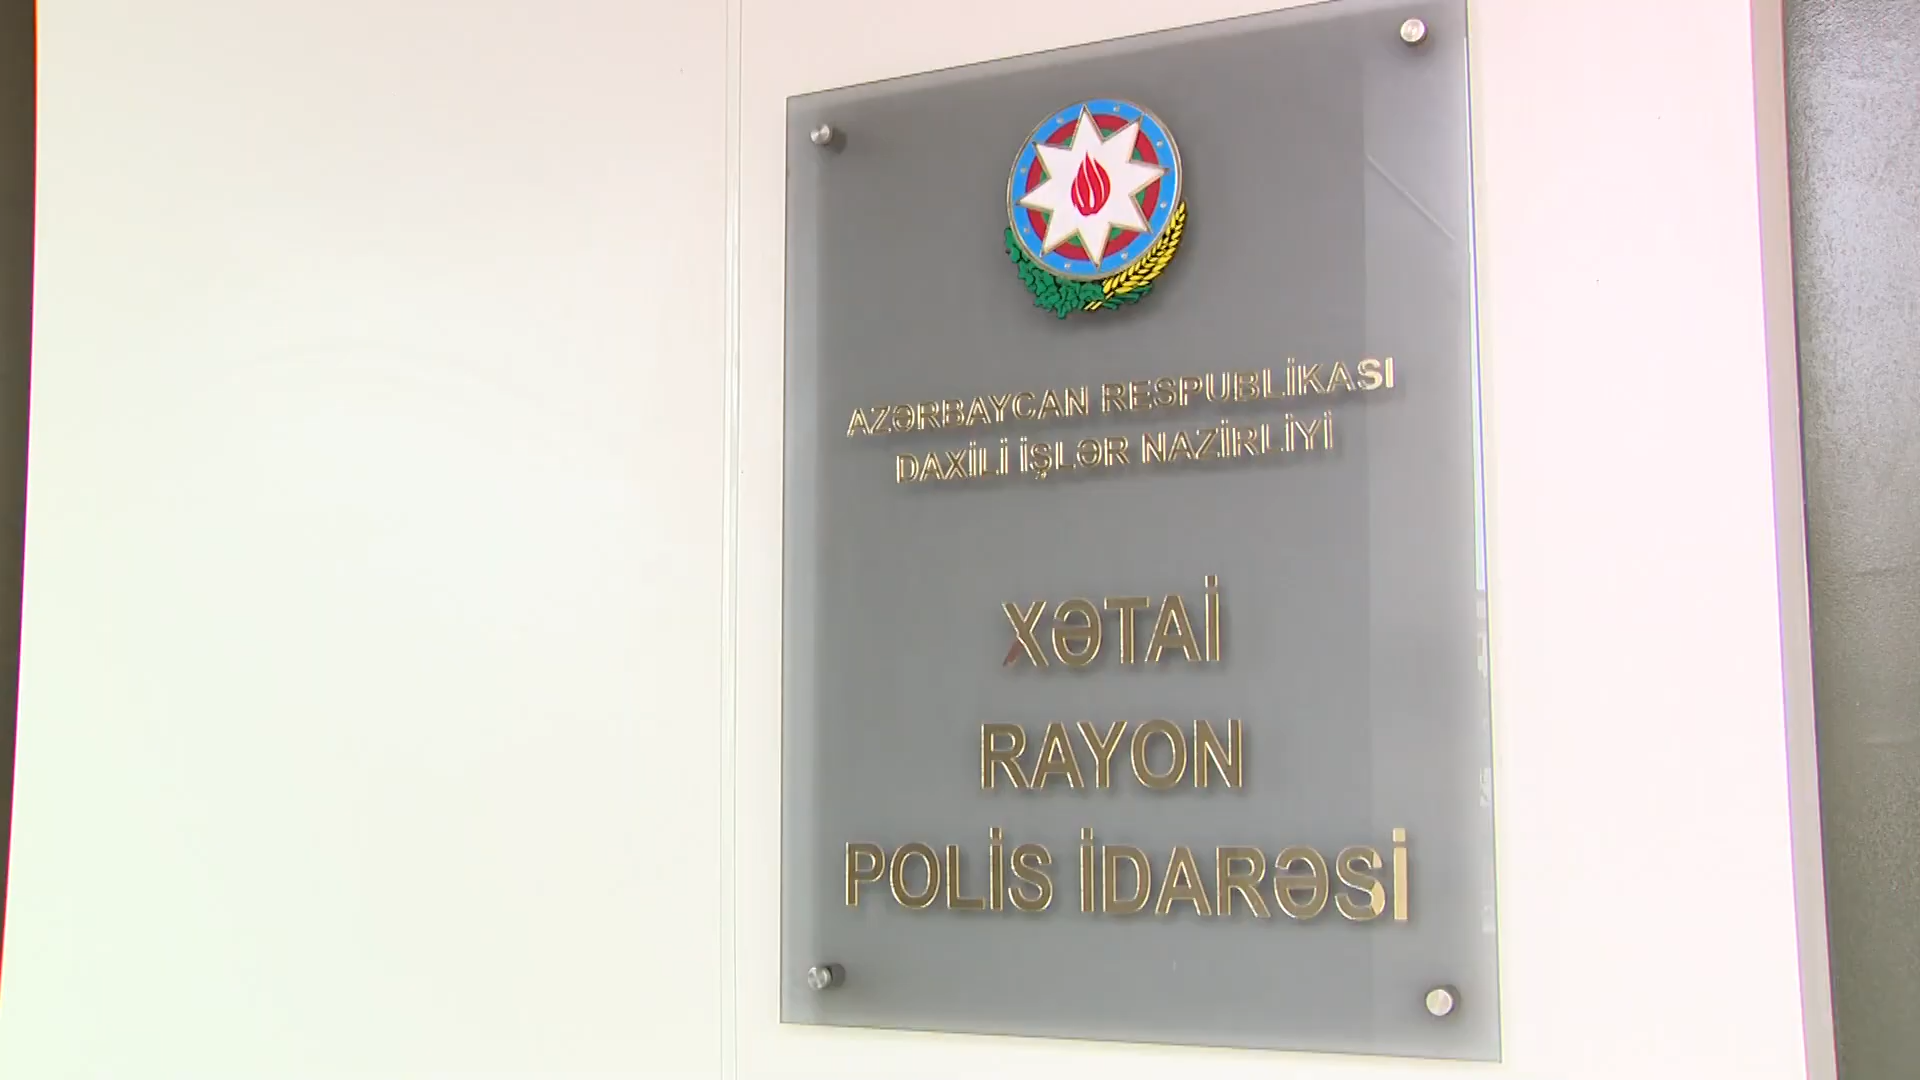 AZƏRBAYCAN RESPUBLİKASI
DAXİLİ İŞLƏR NAZİRLİYİ
XƏTAİ
RAYON
POLİS İDARƏSİ